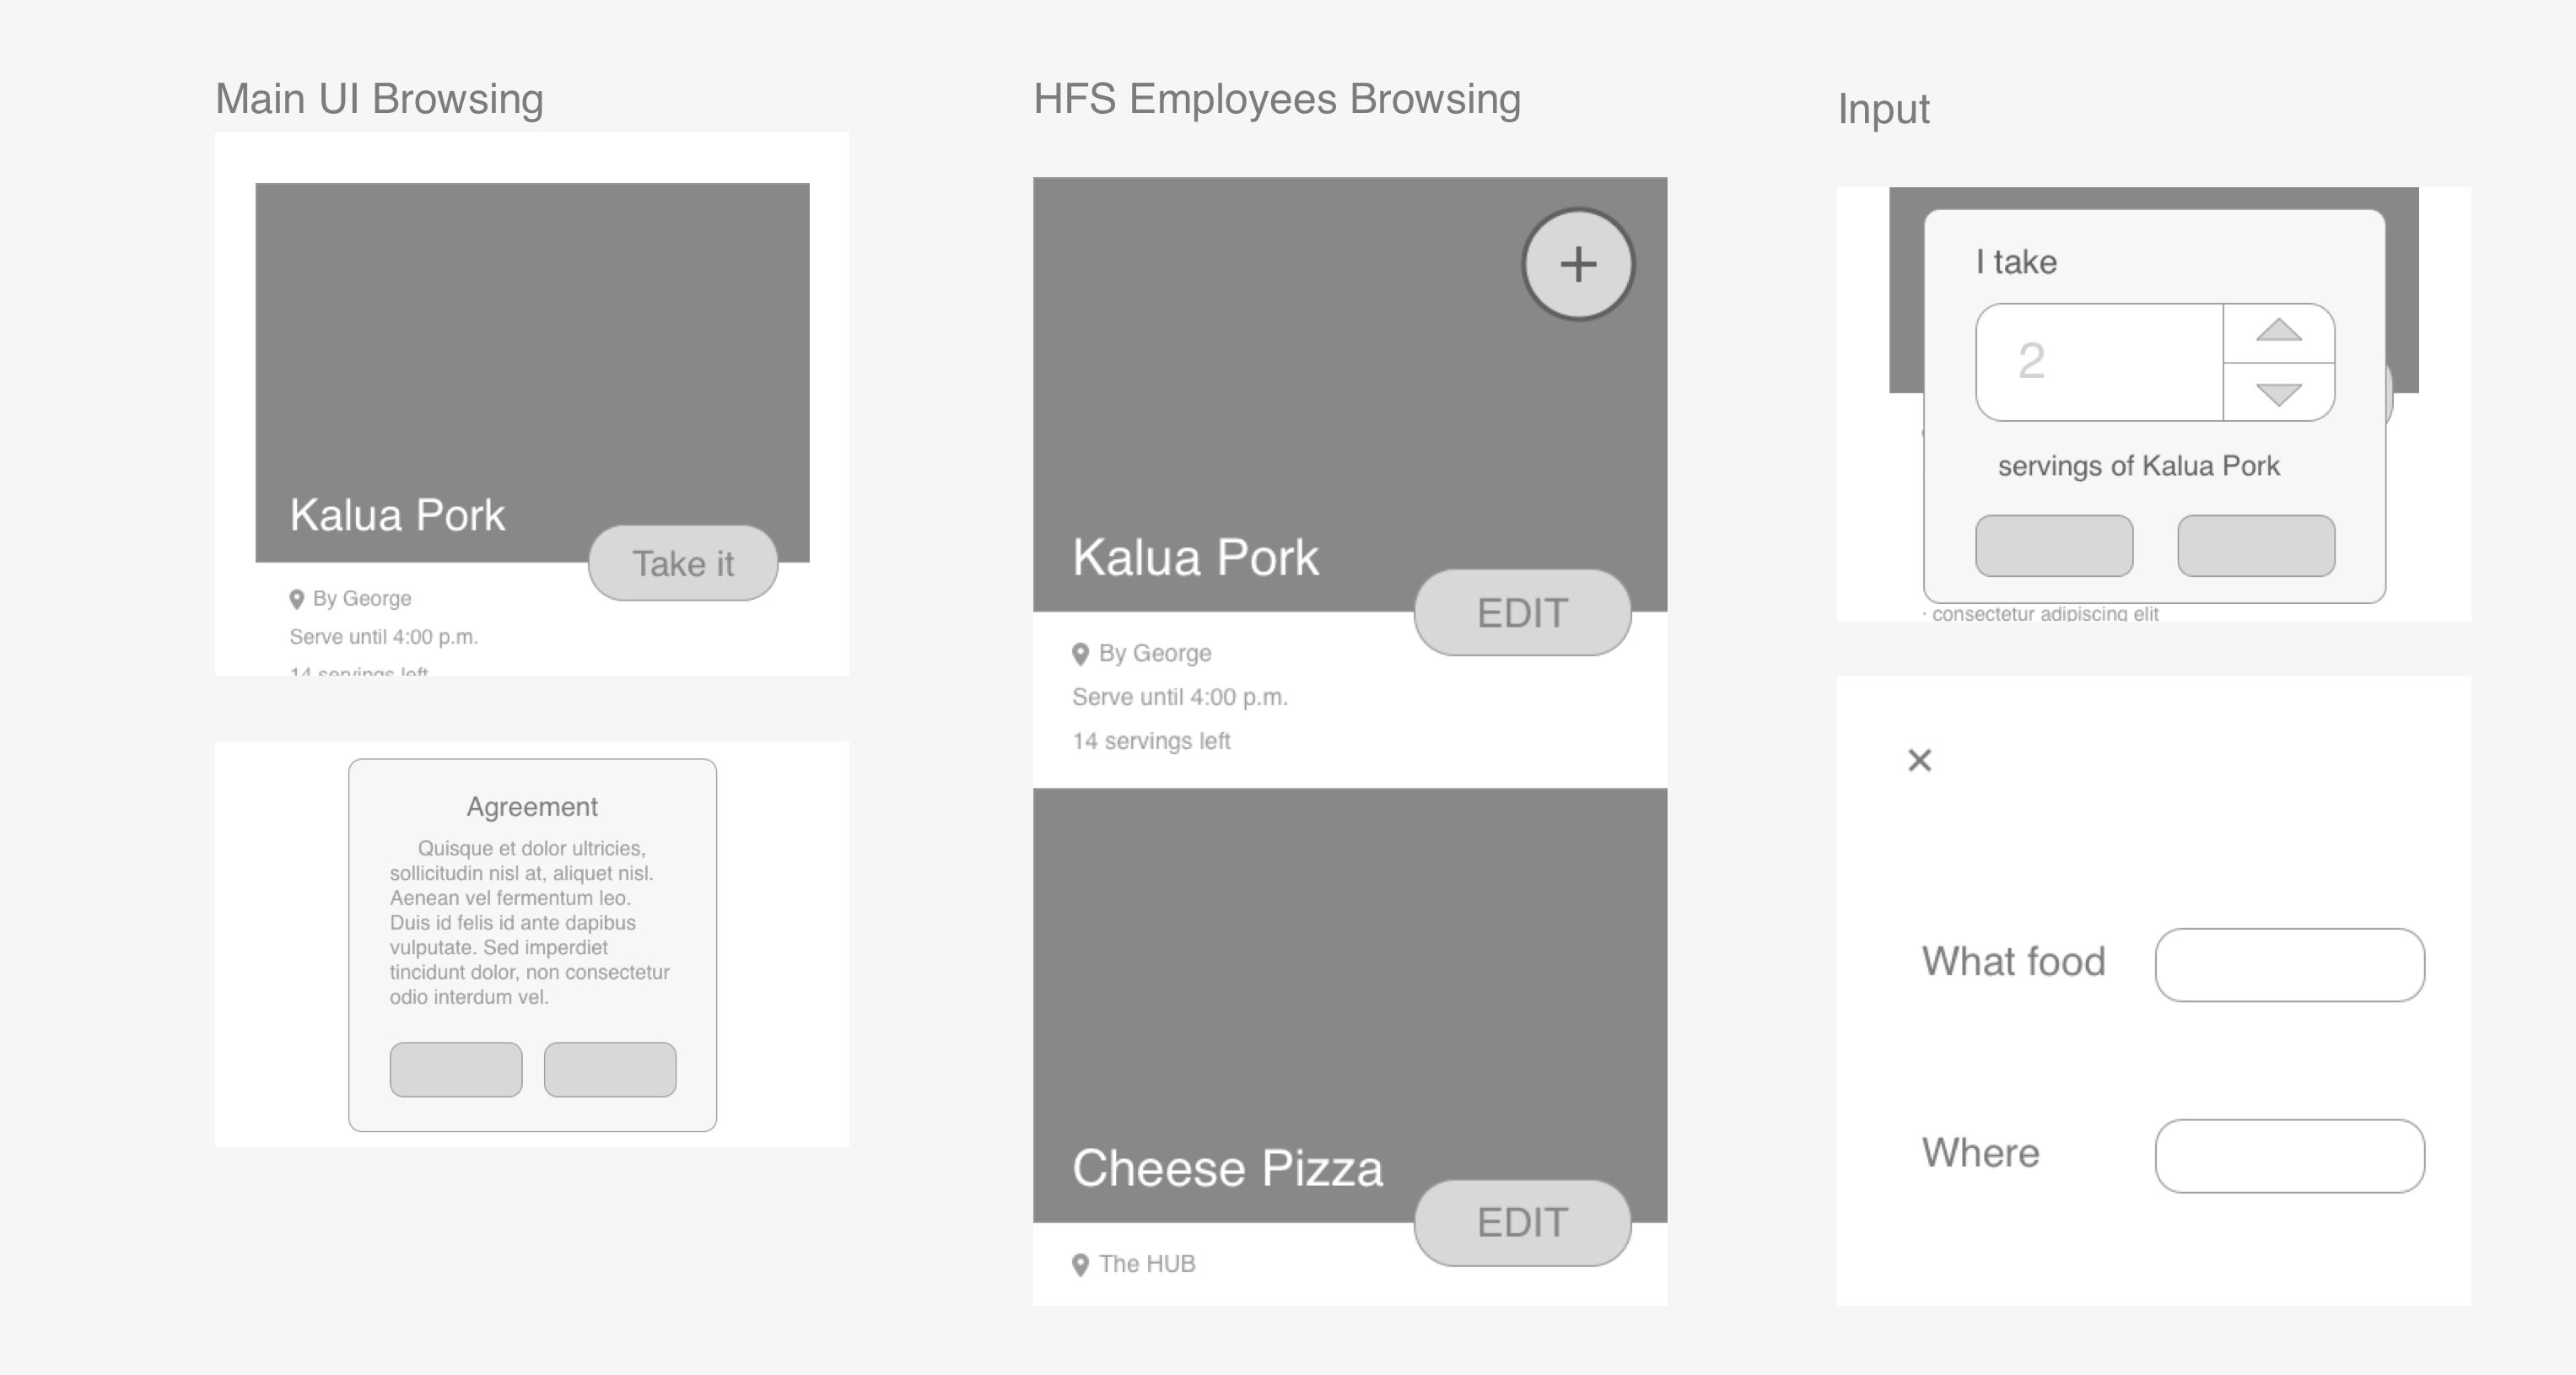 Main UI Browsing
Kalua Pork
Take it
By George
Serve until 4:00 p.m.
14 servings left
Agreement
Quisque et dolor ultricies,
sollicitudin nisl at, aliquet nisl.
Aenean vel fermentum leo.
Duis id felis id ante dapibus
vulputate. Sed imperdiet
tincidunt dolor, non consectetur
odio interdum vel.
HFS Employees Browsing
+
Kalua Pork
EDIT
By George
Serve until 4:00 p.m.
14 servings left
Cheese Pizza
EDIT
The HUB
Input
I take
2
servings of Kalua Pork
· consectetur adipiscing elit
What food
Where